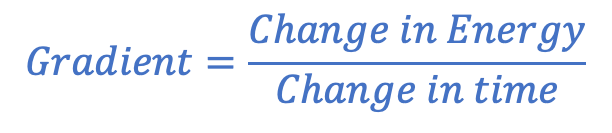 Gradient = Change in Energy / Change in time